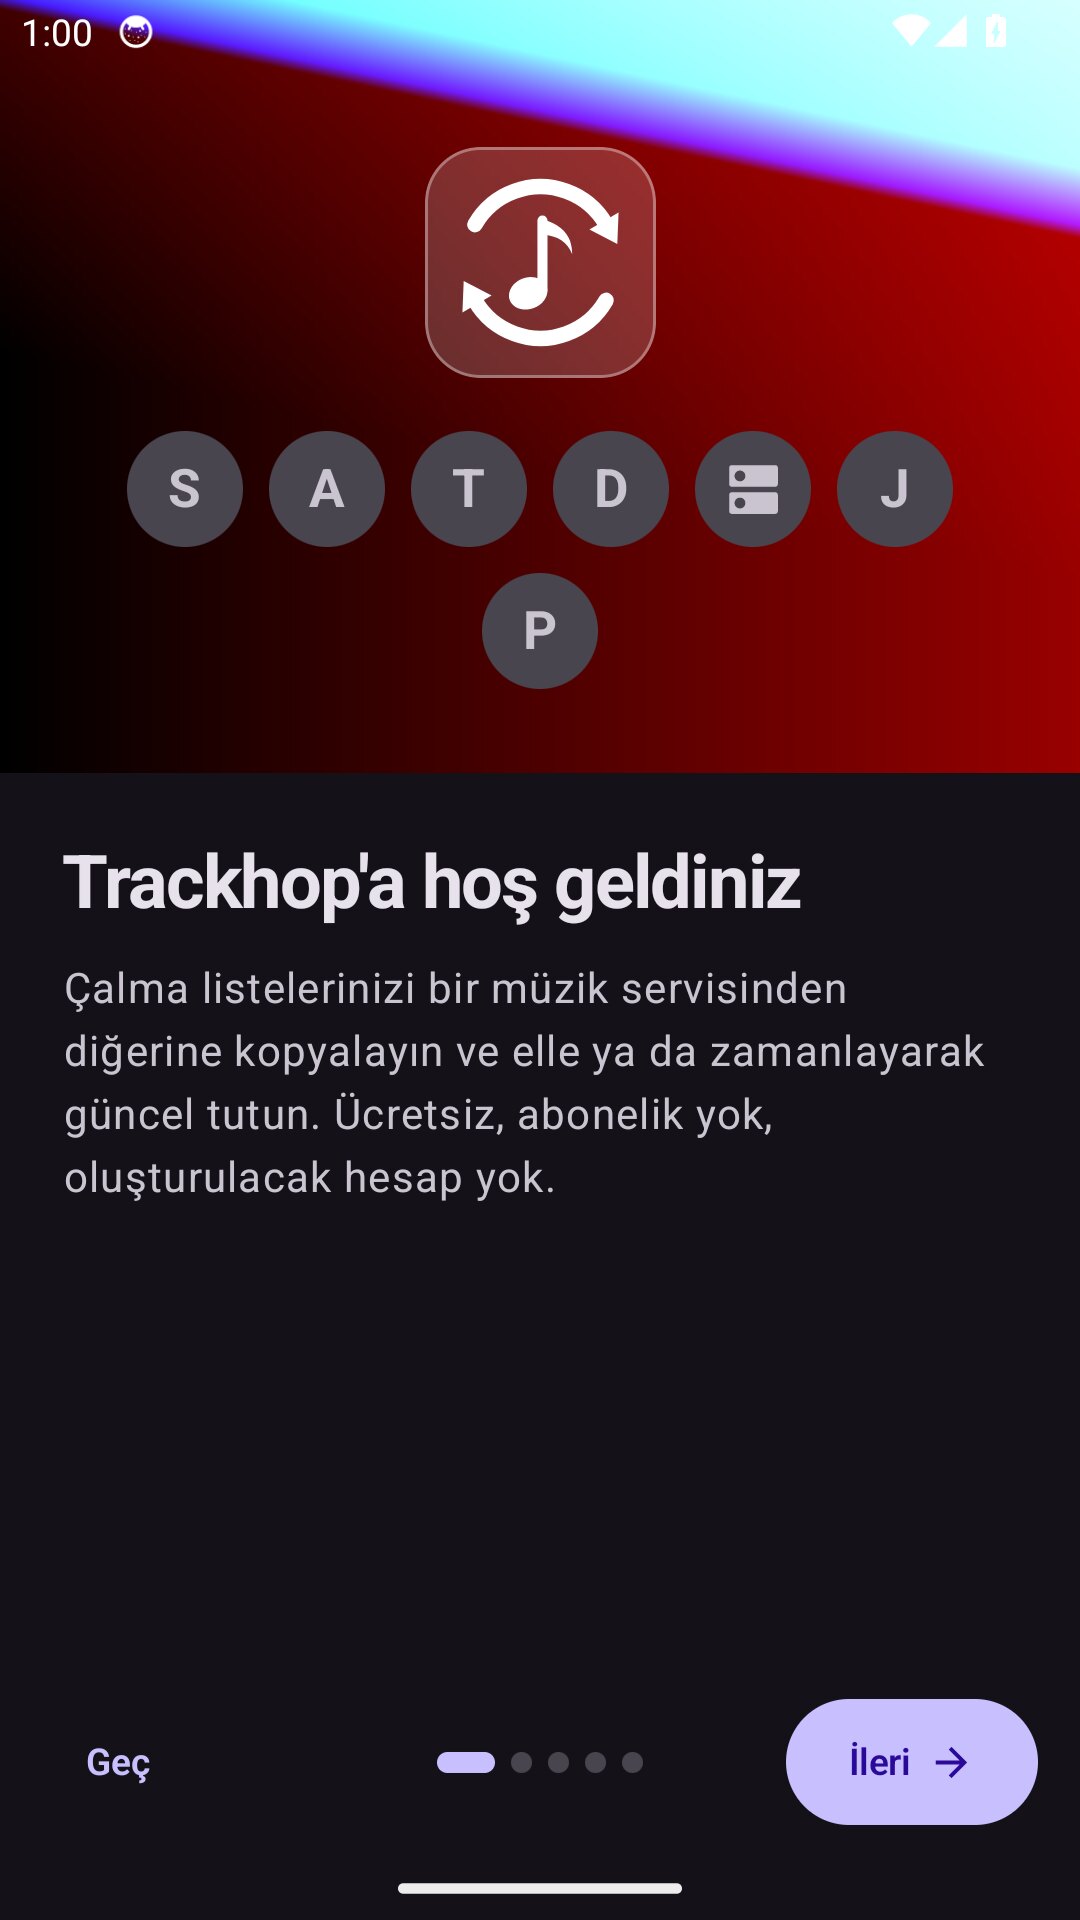 1:00
S A T D J
P
Trackhop'a hoş geldiniz
Çalma listelerinizi bir müzik servisinden
diğerine kopyalayın ve elle ya da zamanlayarak
güncel tutun. Ücretsiz, abonelik yok,
oluşturulacak hesap yok.
Geç
İleri